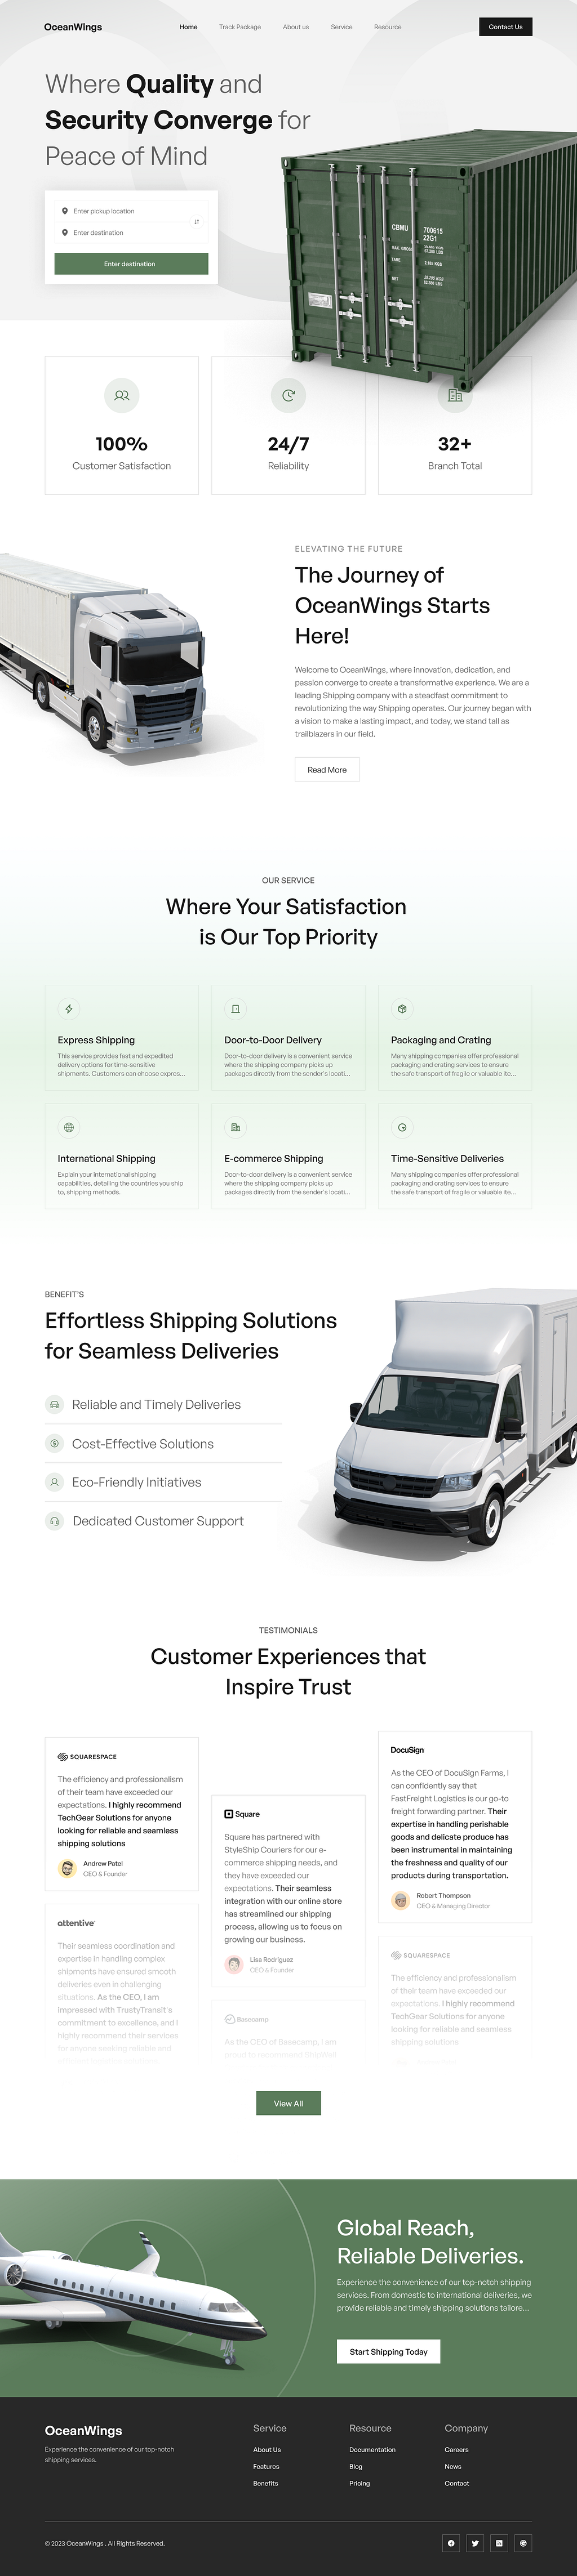 OceanWings
Home
Track Package
About us
Service
Resource
Contact Us
Where Quality and
Security Converge for
Peace of Mind
Enter pickup location
Enter destination
Enter destination
CBMU 700615
22G1
TARE
NET
100%
Customer Satisfaction
24/7
Reliability
32+
Branch Total
ELEVATING THE FUTURE
The Journey of
OceanWings Starts
Here!
Welcome to OceanWings, where innovation, dedication, and
passion converge to create a transformative experience. We are a
leading Shipping company with a steadfast commitment to
revolutionizing the way Shipping operates. Our journey began with
a vision to make a lasting impact, and today, we stand tall as
trailblazers in our field.
Read More
OUR SERVICE
Where Your Satisfaction
is Our Top Priority
Express Shipping
This service provides fast and expedited
delivery options for time-sensitive
shipments. Customers can choose expres...
Door-to-Door Delivery
Door-to-door delivery is a convenient service
where the shipping company picks up
packages directly from the sender's locati...
Packaging and Crating
Many shipping companies offer professional
packaging and crating services to ensure
the safe transport of fragile or valuable ite...
International Shipping
Explain your international shipping
capabilities, detailing the countries you ship
to, shipping methods.
E-commerce Shipping
Door-to-door delivery is a convenient service
where the shipping company picks up
packages directly from the sender's locati...
Time-Sensitive Deliveries
Many shipping companies offer professional
packaging and crating services to ensure
the safe transport of fragile or valuable ite...
BENEFIT'S
Effortless Shipping Solutions
for Seamless Deliveries
Reliable and Timely Deliveries
Cost-Effective Solutions
Eco-Friendly Initiatives
Dedicated Customer Support
TESTIMONIALS
Customer Experiences that
Inspire Trust
SQUARESPACE
The efficiency and professionalism
of their team have exceeded our
expectations. I highly recommend
TechGear Solutions for anyone
looking for reliable and seamless
shipping solutions
Andrew Patel
CEO & Founder
attentive
Their seamless coordination and
expertise in handling complex
shipments have ensured smooth
deliveries even in challenging
situations. As the CEO, I am
impressed with TrustyTransit's
commitment to excellence, and I
highly recommend their services
for anyone seeking reliable and
Square
Square has partnered with
StyleShip Couriers for our e-
commerce shipping needs, and
they have exceeded our
expectations. Their seamless
integration with our online store
has streamlined our shipping
process, allowing us to focus on
growing our business.
Lisa Rodriguez
CEO & Founder
Basecamp
As the CEO of Basecamp, I am
DocuSign
As the CEO of DocuSign Farms, I
can confidently say that
FastFreight Logistics is our go-to
freight forwarding partner. Their
expertise in handling perishable
goods and delicate produce has
been instrumental in maintaining
the freshness and quality of our
products during transportation.
Robert Thompson
CEO & Managing Director
SQUARESPACE
The efficiency and professionalism
of their team have exceeded our
expectations. I highly recommend
TechGear Solutions for anyone
looking for reliable and seamless
shipping solutions
View All
Global Reach,
Reliable Deliveries.
Experience the convenience of our top-notch shipping
services. From domestic to international deliveries, we
provide reliable and timely shipping solutions tailore...
Start Shipping Today
OceanWings
Experience the convenience of our top-notch
shipping services.
Service
About Us
Features
Benefits
Resource
Documentation
Blog
Pricing
Company
Careers
News
Contact
© 2023 OceanWings . All Rights Reserved.